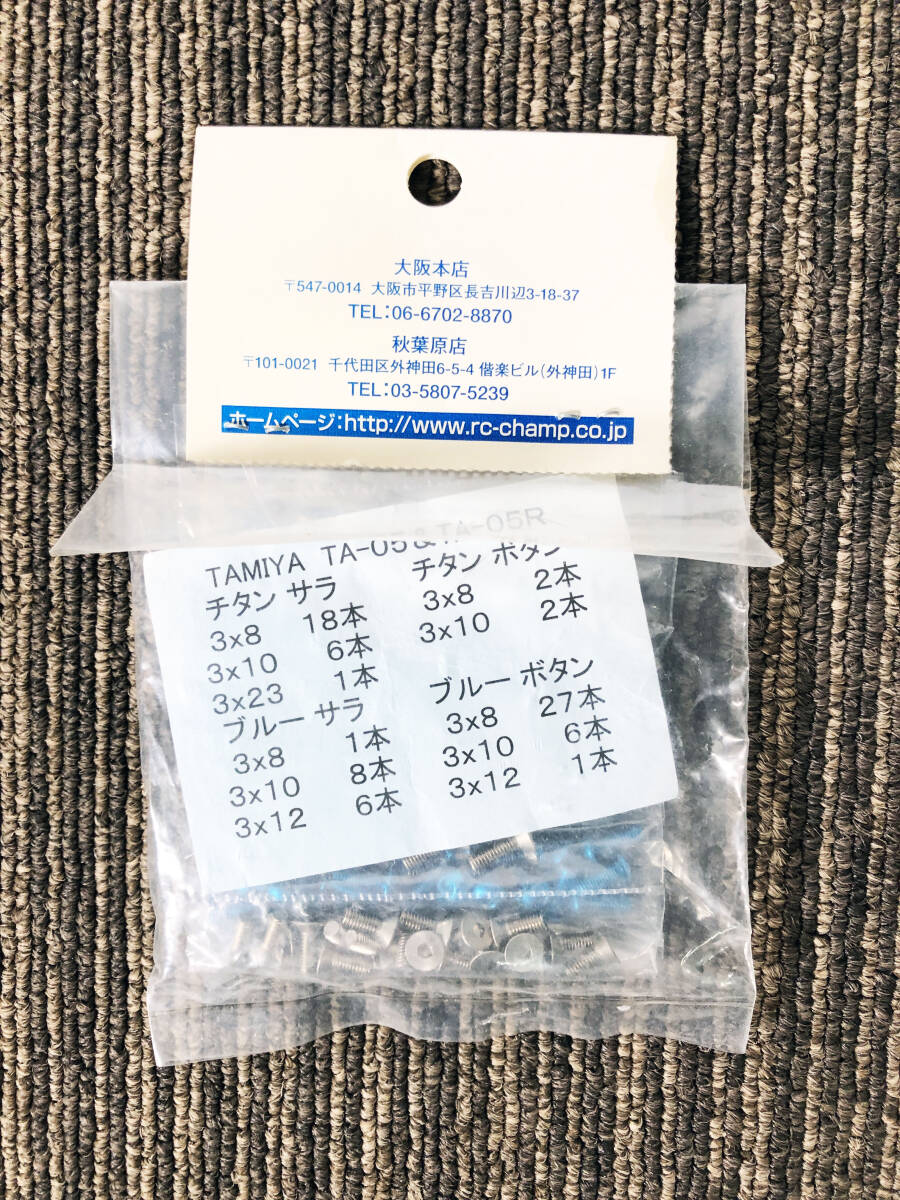 大阪本店
〒547-0014 大阪市平野区長吉川辺3-18-37
TEL:06-6702-8870
秋葉原店
〒101-0021 千代田区外神田6-5-4 偕楽ビル(外神田)1F
TEL:03-5807-5239
ホームページ:http://www.rc-champ.co.jp
TAMIYA TA-05&TA-05R
チタン サラ
3x8 18本
3x10 6本
3x23 1本
ブルー サラ
3x8 1本
3x10 8本
3x12 6本
チタン ボタン
3x8 2本
3x10 2本
ブルー ボタン
3x8 27本
3x10 6本
3x12 1本